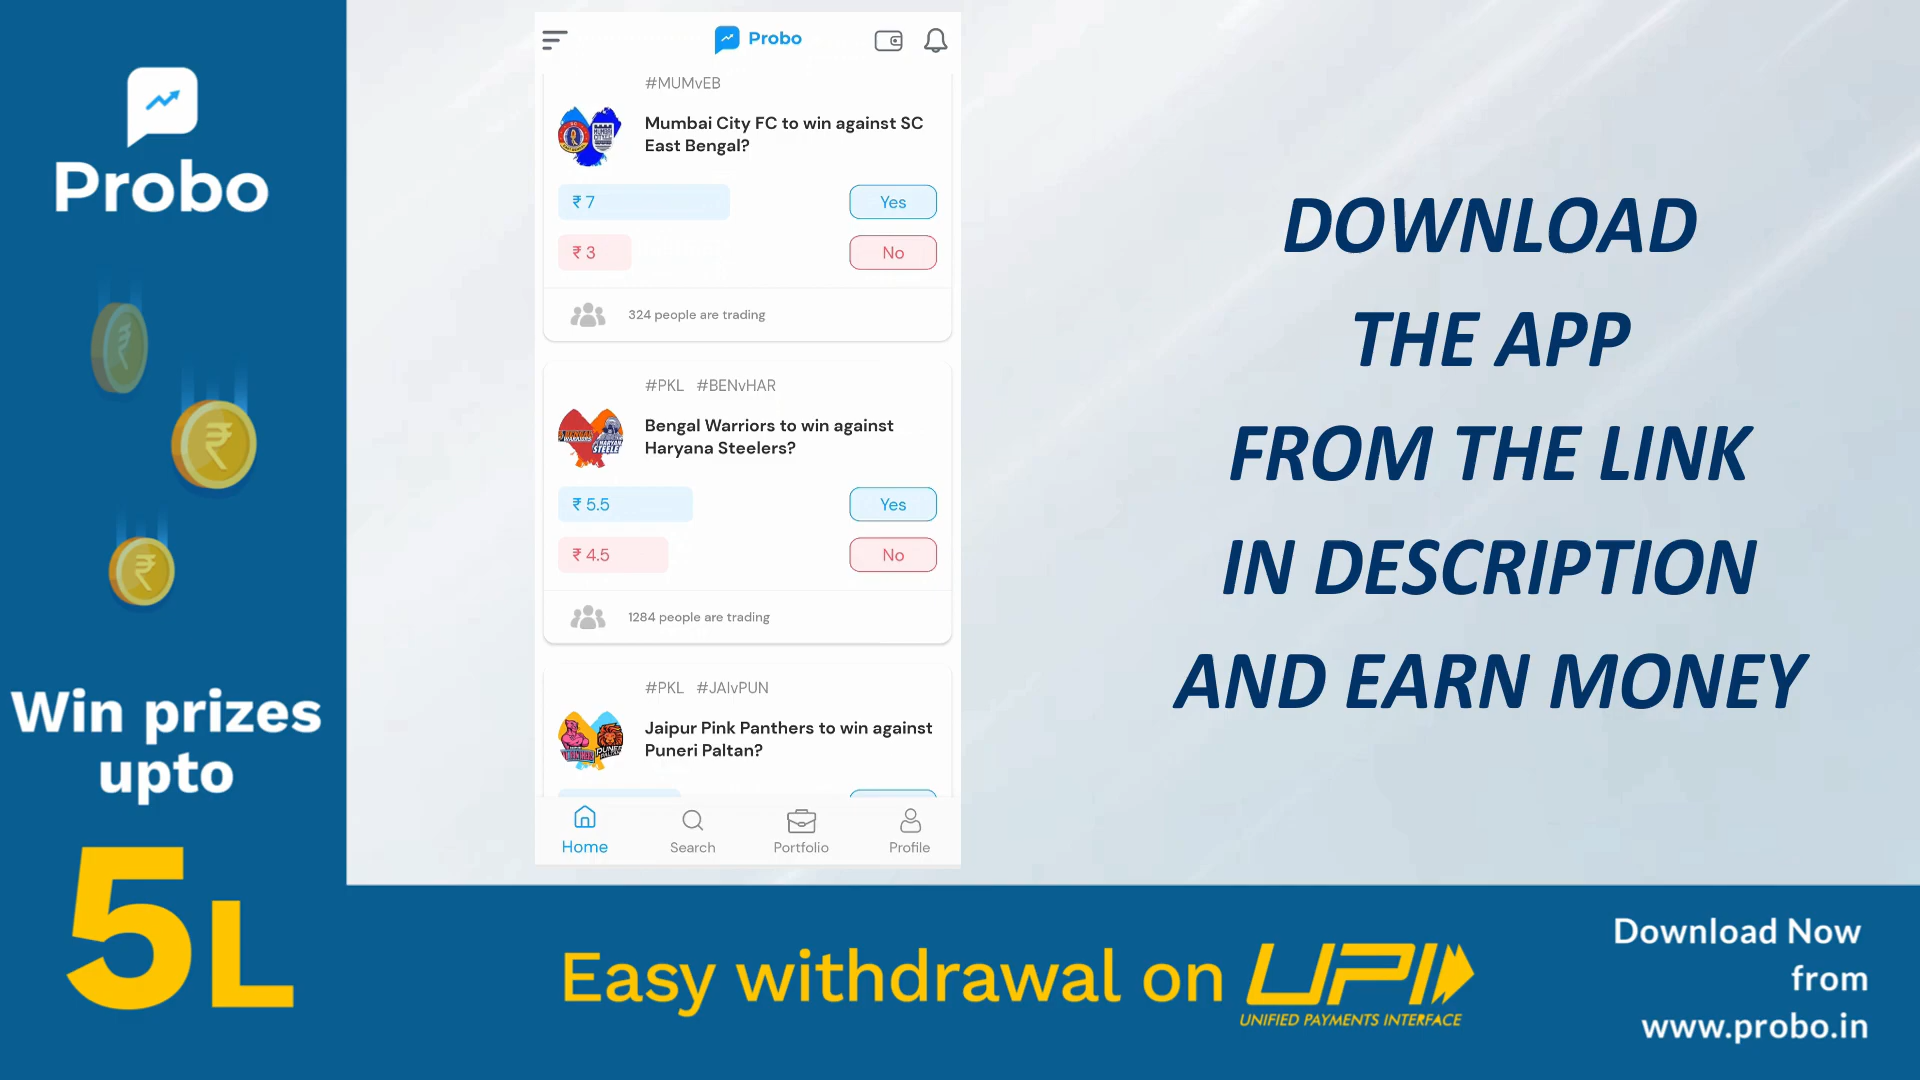 Probo
Win prizes
upto
5L
Probo
#MUMvEB
Mumbai City FC to win against SC
East Bengal?
₹ 7
Yes
₹ 3
No
324 people are trading
#PKL #BENvHAR
Bengal Warriors to win against
Haryana Steelers?
₹ 5.5
Yes
₹ 4.5
No
1284 people are trading
#PKL #JAIvPUN
Jaipur Pink Panthers to win against
Puneri Paltan?
Home
Search
Portfolio
Profile
DOWNLOAD
THE APP
FROM THE LINK
IN DESCRIPTION
AND EARN MONEY
Easy withdrawal on UPI
UNIFIED PAYMENTS INTERFACE
Download Now
from
www.probo.in